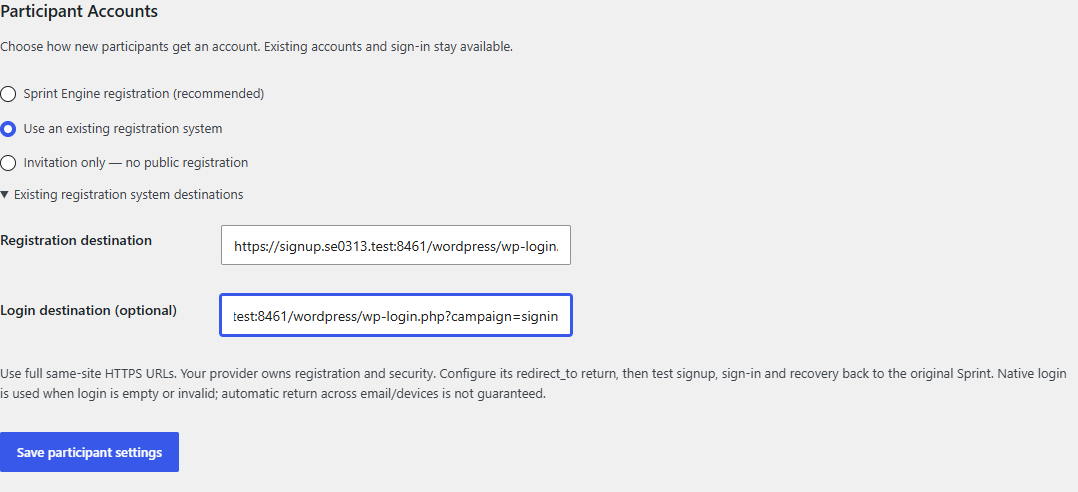 Participant Accounts
Choose how new participants get an account. Existing accounts and sign-in stay available.
Sprint Engine registration (recommended)
Use an existing registration system
Invitation only — no public registration
Existing registration system destinations
Registration destination
https://signup.se0313.test:8461/wordpress/wp-login.
Login destination (optional)
test:8461/wordpress/wp-login.php?campaign=signin
Use full same-site HTTPS URLs. Your provider owns registration and security. Configure its redirect_to return, then test signup, sign-in and recovery back to the original Sprint. Native login
is used when login is empty or invalid; automatic return across email/devices is not guaranteed.
Save participant settings